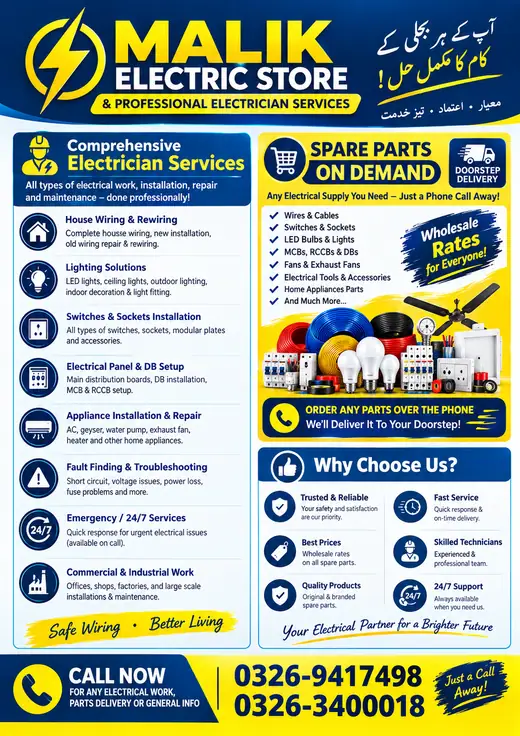 MALIK
ELECTRIC STORE
& PROFESSIONAL ELECTRICIAN SERVICES
آپ کے ہر بجلی کے
کام کا مکمل حل!
معیار • اعتماد • تیز خدمت
Comprehensive
Electrician Services
All types of electrical work, installation, repair
and maintenance – done professionally!
House Wiring & Rewiring
Complete housse wiring, new installation,
old wiring repair & rewiring.
Lighting Solutions
LED lights, ceiling lights, outdoor lighting,
indoor decoration & light fitting.
Switches & Sockets Installation
All types of switches, sockets, modular plates
and accessories.
Electrical Panel & DB Setup
Main distribution boards, DB installation,
MCB & RCCB setup.
Appliance Installation & Repair
AC, geyser, water pump, exhaust fan,
heater and other home appliances.
Fault Finding & Troubleshooting
Short circuit, voltage issues, power loss,
fuse problems and more.
24/7
Emergency / 24/7 Services
Quick response for urgent electrical issues
(available on call).
Commercial & Industrial Work
Offices, shops, factories, and large scale
installations & maintenance.
Safe Wiring • Better Living
SPARE PARTS
ON DEMAND
DOORSTEP
DELIVERY
Any Electrical Supply You Need – Just a Phone Call Away!
Wires & Cables
Switches & Sockets
LED Bulbs & Lights
MCBs, RCCBs & DBs
Fans & Exhaust Fans
Electrical Tools & Accessories
Home Appliances Parts
And Much More...
Wholesale
Rates
for Everyone!
ORDER ANY PARTS OVER THE PHONE
We'll Deliver It To Your Doorstep!
Why Choose Us?
Trusted & Reliable
Your safety and satisfaction
are our priority.
Fast Service
Quick response &
on-time delivery.
Best Prices
Wholesale rates
on all spare parts.
Skilled Technicians
Experienced &
professional team.
Quality Products
Original & branded
spare parts.
24/7
24/7 Support
Always available
when you need us.
Your Electrical Partner for a Brighter Future
CALL NOW
FOR ANY ELECTRICAL WORK,
PARTS DELIVERY OR GENERAL INFO
0326-9417498
0326-3400018
Just a Call
Away!